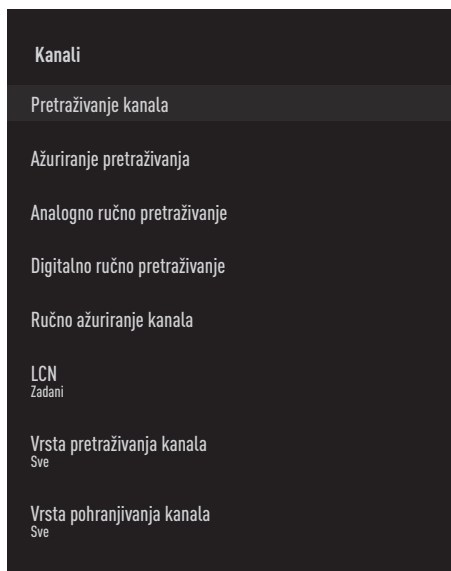 Kanali
Pretraživanje kanala
Ažuriranje pretraživanja
Analogno ručno pretraživanje
Digitalno ručno pretraživanje
Ručno ažuriranje kanala
LCN
Zadani
Vrsta pretraživanja kanala
Sve
Vrsta pohranjivanja kanala
Sve